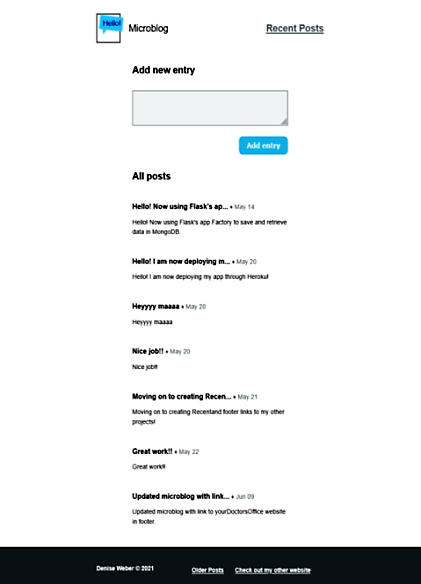 Hello!
Microblog
Recent Posts
Add new entry
Add entry
All posts
Hello! Now using Flask's ap... ♦ May 14
Hello! Now using Flask's app Factory to save and retrieve
data in MongoDB.
Hello! I am now deploying m... ♦ May 20
Hello! I am now deploying my app through Heroku!
Heyyyy maaaa ♦ May 20
Heyyyy maaaa
Nice job!! ♦ May 20
Nice job!!
Moving on to creating Recen... ♦ May 21
Moving on to creating Recentand footer links to my other
projects!
Great work!! ♦ May 22
Great work!!
Updated microblog with link... ♦ Jun 09
Updated microblog with link to yourDoctorsOffice website
in footer.
Denise Weber © 2021
Older Posts
Check out my other website